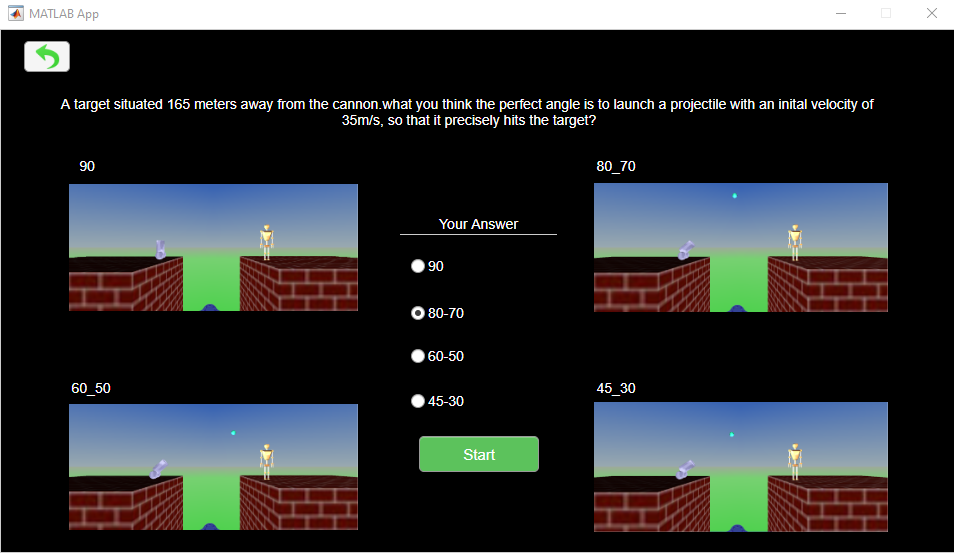 MATLAB App
A target situated 165 meters away from the cannon.what you think the perfect angle is to launch a projectile with an inital velocity of
35m/s, so that it precisely hits the target?
90
80_70
Your Answer
90
80-70
60-50
45-30
60_50
45_30
Start